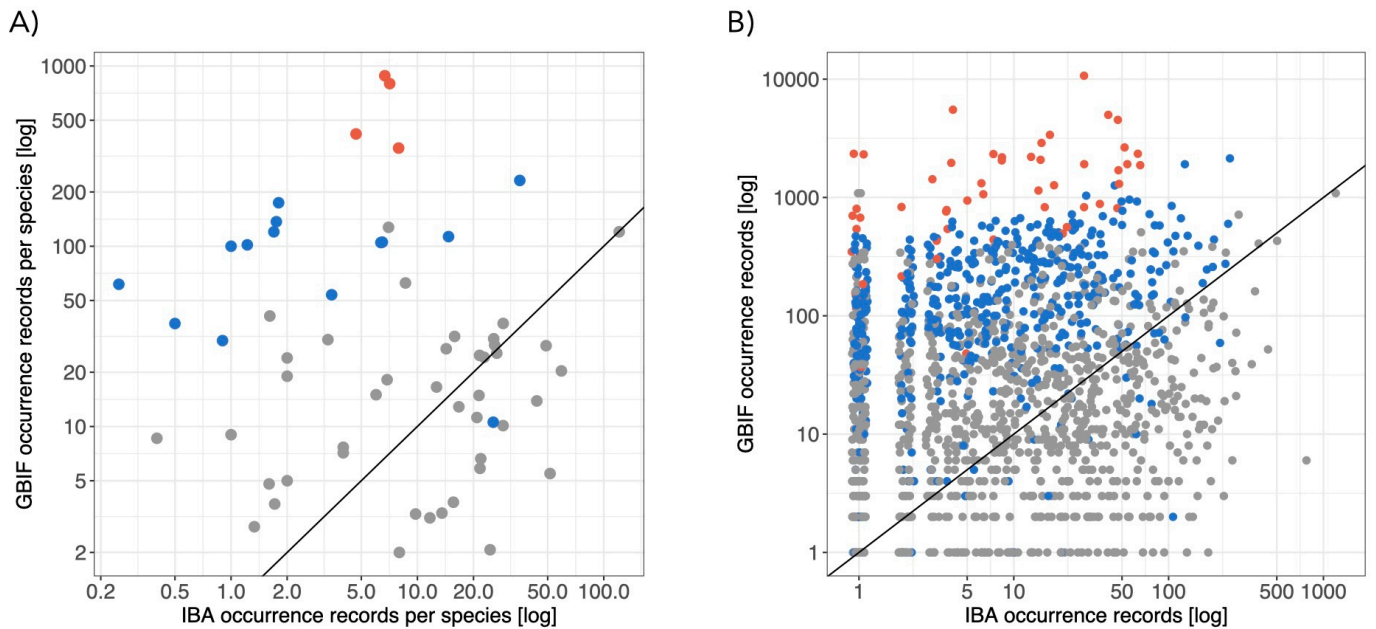 A)
GBIF occurrence records per species [log]
1000
500
200
100
50
20
10
5
2
0.2 0.5 1.0 2.0 5.0 10.0 20.0 50.0 100.0
IBA occurrence records per species [log]
B)
GBIF occurrence records [log]
10000
1000
100
10
1
1 5 10 50 100 500 1000
IBA occurrence records [log]